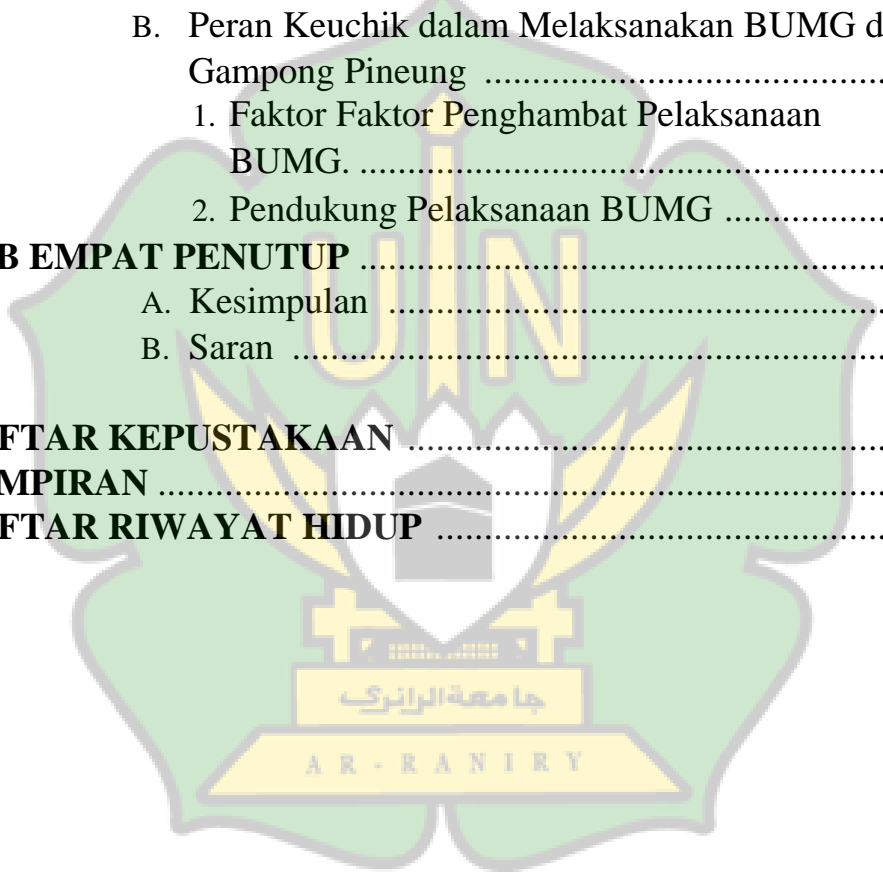 B. Peran Keuchik dalam Melaksanakan BUMG d
Gampong Pineung ............................................
1. Faktor Faktor Penghambat Pelaksanaan
BUMG. .........................................................
2. Pendukung Pelaksanaan BUMG .................
B EMPAT PENUTUP .........................................................
A. Kesimpulan ......................................................
B. Saran ................................................................
FTAR KEPUSTAKAAN ....................................................
MPIRAN ..............................................................................
FTAR RIWAYAT HIDUP .................................................
UIN
جامعة الرانري
AR-RANIRY